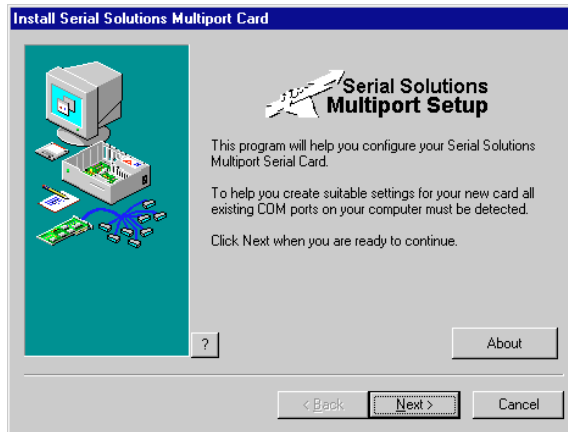 Install Serial Solutions Multiport Card
Serial Solutions
Multiport Setup
This program will help you configure your Serial Solutions
Multiport Serial Card.
To help you create suitable settings for your new card all
existing COM ports on your computer must be detected.
Click Next when you are ready to continue.
?
About
< Back
Next >
Cancel